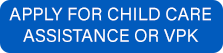 APPLY FOR CHILD CARE
ASSISTANCE OR VPK